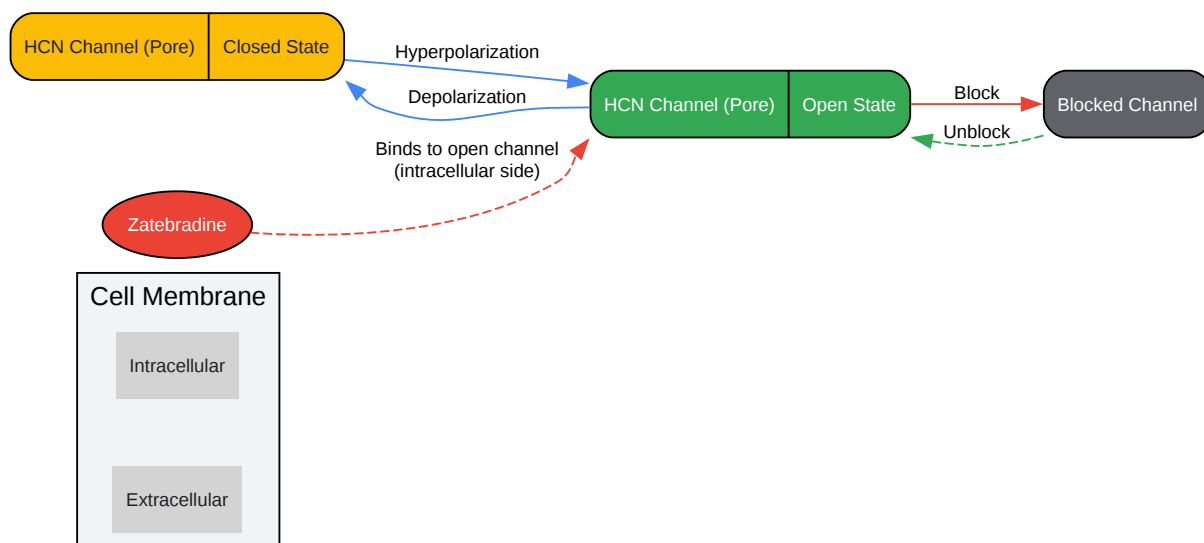 HCN Channel (Pore)
Closed State
Hyperpolarization
Depolarization
HCN Channel (Pore)
Open State
Block
Unblock
Blocked Channel
Binds to open channel
(intracellular side)
Zatebradine
Cell Membrane
Intracellular
Extracellular